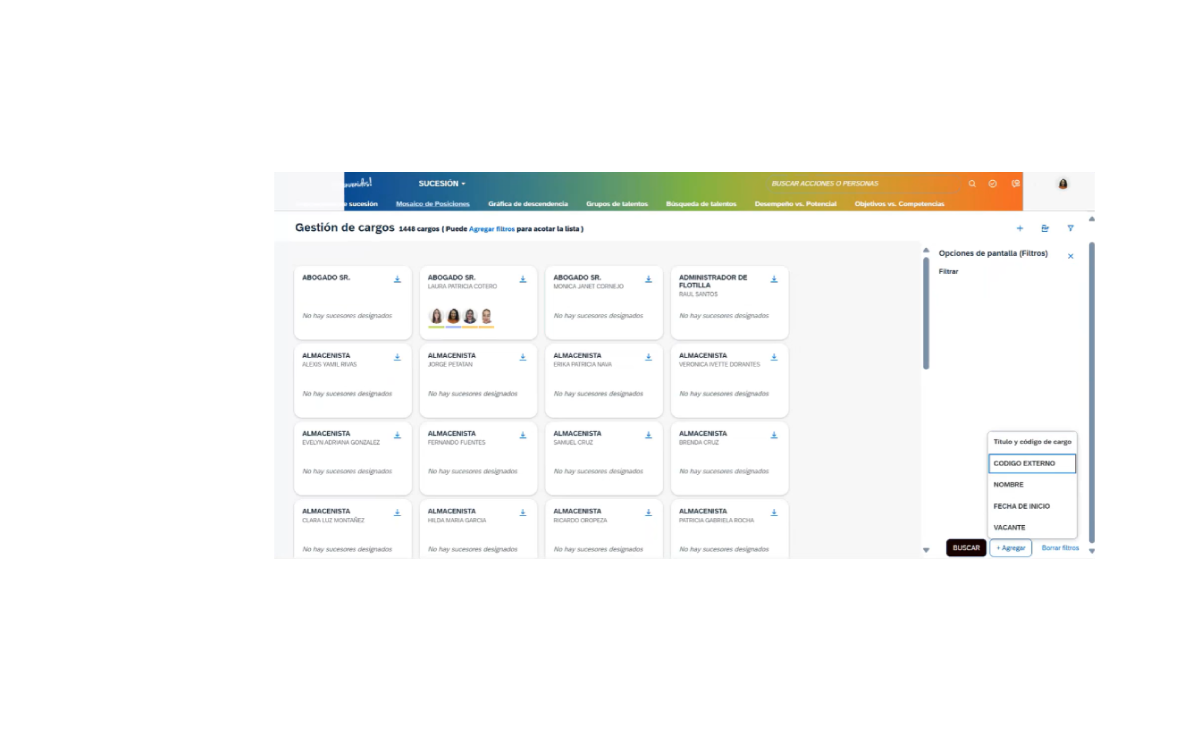 SUCESIÓN
BUSCAR ACCIONES O PERSONAS
sucesión Mosaico de Posiciones Gráfica de descendencia Grupos de talentos Búsqueda de talentos Desempeño vs. Potencial Objetivos vs. Competencias
Gestión de cargos 1448 cargos ( Puede Agregar filtros para acotar la lista )
ABOGADO SR.
No hay sucesores designados
ABOGADO SR.
LAURA PATRICIA COTERO
ABOGADO SR.
MONICA JANET CORNEJO
No hay sucesores designados
ADMINISTRADOR DE
FLOTILLA
RAUL SANTOS
No hay sucesores designados
ALMACENISTA
ALEXIS YAMIL RIVAS
No hay sucesores designados
ALMACENISTA
JORGE PETATAN
No hay sucesores designados
ALMACENISTA
ERIKA PATRICIA NAVA
No hay sucesores designados
ALMACENISTA
VERONICA IVETTE DORANTES
No hay sucesores designados
ALMACENISTA
EVELYN ADRIANA GONZALEZ
No hay sucesores designados
ALMACENISTA
FERNANDO FUENTES
No hay sucesores designados
ALMACENISTA
SAMUEL CRUZ
No hay sucesores designados
ALMACENISTA
BRENDA CRUZ
No hay sucesores designados
ALMACENISTA
CLARA LUZ MONTAÑEZ
No hay sucesores designados
ALMACENISTA
HILDA MARIA GARCIA
No hay sucesores designados
ALMACENISTA
RICARDO OROPEZA
No hay sucesores designados
ALMACENISTA
PATRICIA GABRIELA ROCHA
No hay sucesores designados
Opciones de pantalla (Filtros)
Filtrar
Título y código de cargo
CODIGO EXTERNO
NOMBRE
FECHA DE INICIO
VACANTE
BUSCAR + Agregar Borrar filtros